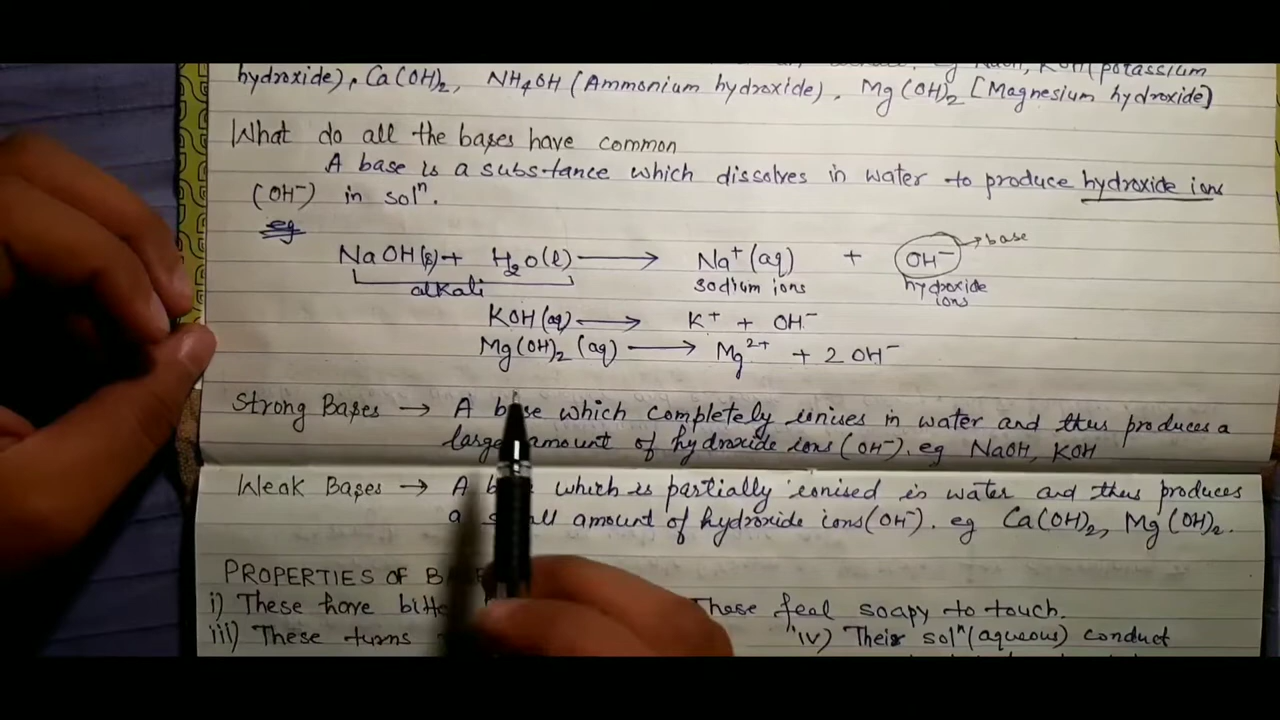 eg NaOH, KOH (potassium
hydroxide), Ca(OH)₂, NH₄OH (Ammonium hydroxide), Mg(OH)₂ [Magnesium hydroxide]
What do all the bases have common
A base is a substance which dissolves in water to produce hydroxide ions
(OH⁻) in solⁿ.
eg
NaOH(s) + H₂O(l) ⟶ Na⁺(aq) + OH⁻ → base
alkali sodium ions hydroxide
ions
KOH(aq) ⟶ K⁺ + OH⁻
Mg(OH)₂ (aq) ⟶ Mg²⁺ + 2 OH⁻
Strong Bases → A base which completely ionises in water and thus produces a
large amount of hydroxide ions (OH⁻). eg NaOH, KOH
Weak Bases → A which is partially ionised in water and thus produces
a amount of hydroxide ions (OH⁻). eg Ca(OH)₂, Mg(OH)₂.
PROPERTIES OF
i) These have These feel soapy to touch.
iii) These turns iv) Their solⁿ (aqueous) conduct